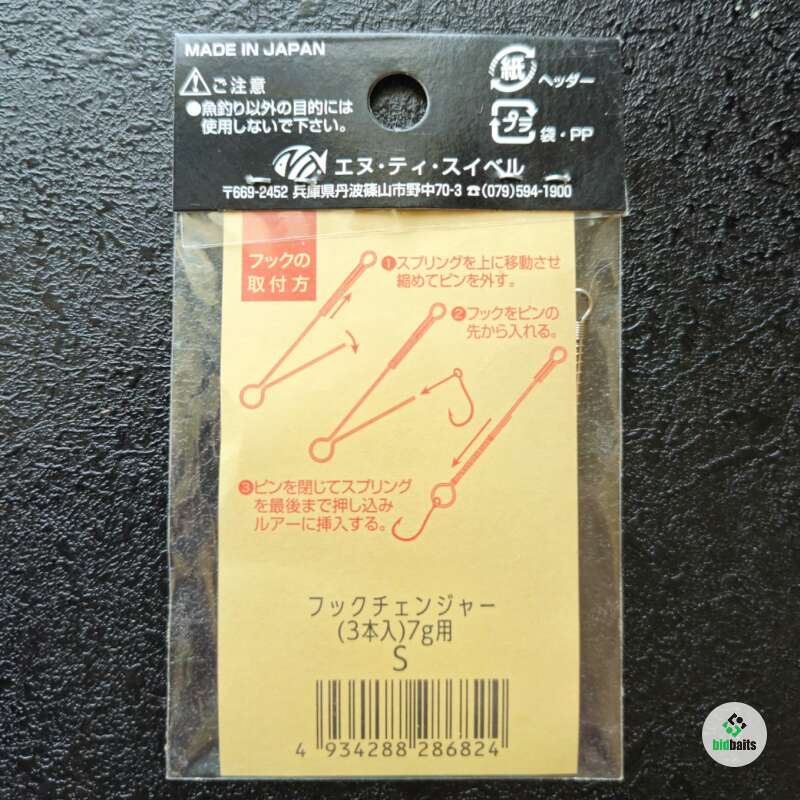 MADE IN JAPAN
ご注意
●魚釣り以外の目的には
使用しないで下さい。
紙
ヘッダー
プラ
袋・PP
エヌ・ティ・スイベル
〒669-2452 兵庫県丹波篠山市野中70-3 ☎(079)594-1900
フックの
取付方
❶スプリングを上に移動させ
縮めてピンを外す。
❷フックをピンの
先から入れる。
❸ピンを閉じてスプリング
を最後まで押し込み
ルアーに挿入する。
フックチェンジャー
(3本入)7g用
S
4 934288 286824
bidbaits